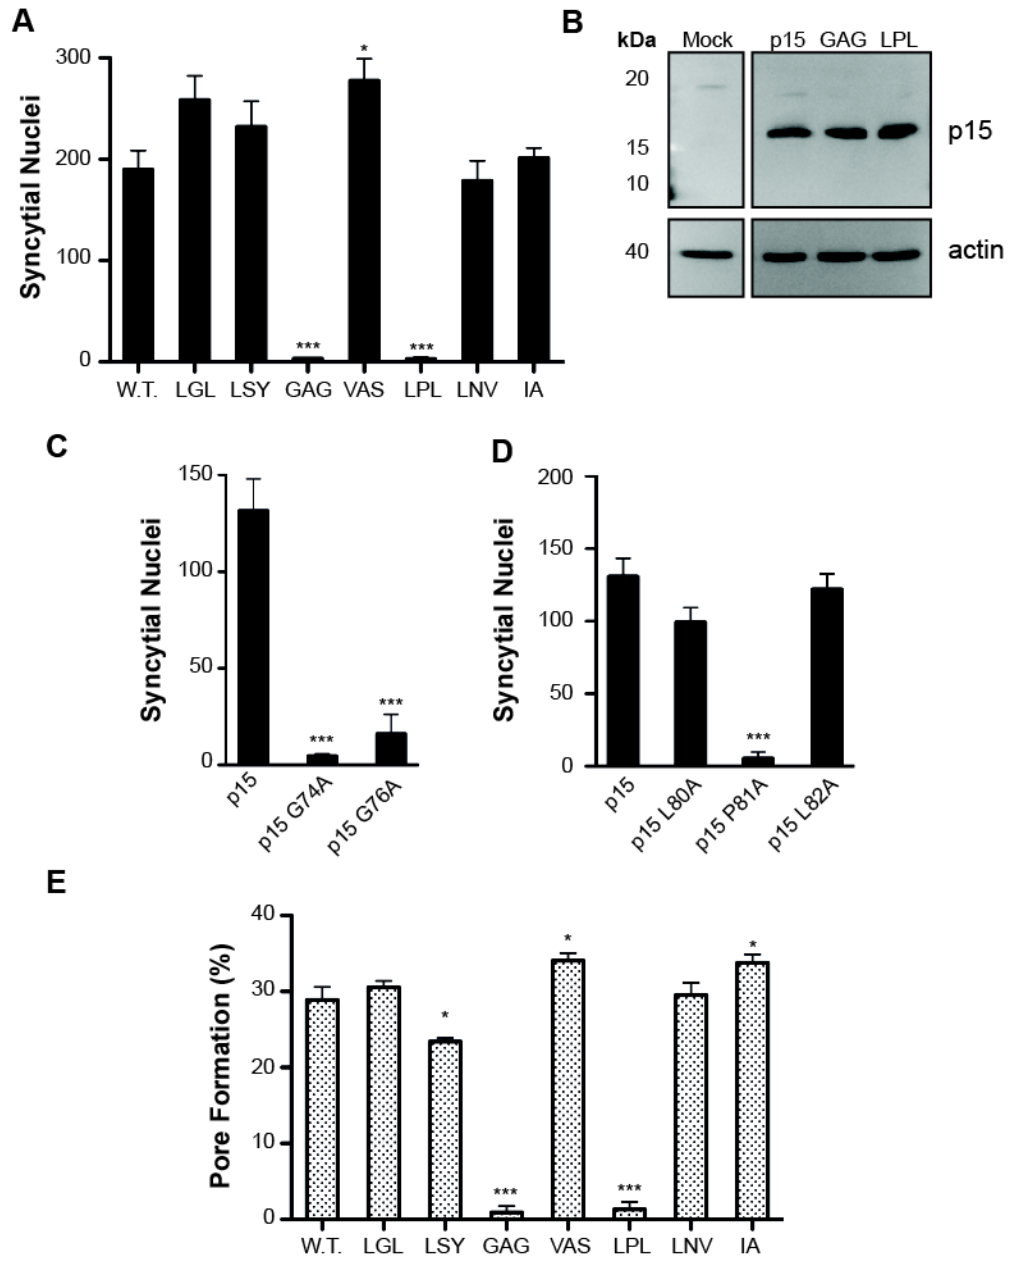 A
Syncytial Nuclei
300
200
100
0
*
***
***
W.T. LGL LSY GAG VAS LPL LNV IA
B
kDa Mock p15 GAG LPL
20
15
10
40
p15
actin
C
Syncytial Nuclei
150
100
50
0
***
***
p15
p15 G74A
p15 G76A
D
Syncytial Nuclei
200
150
100
50
0
***
p15
p15 L80A
p15 P81A
p15 L82A
E
Pore Formation (%)
40
30
20
10
0
*
***
*
***
*
W.T. LGL LSY GAG VAS LPL LNV IA